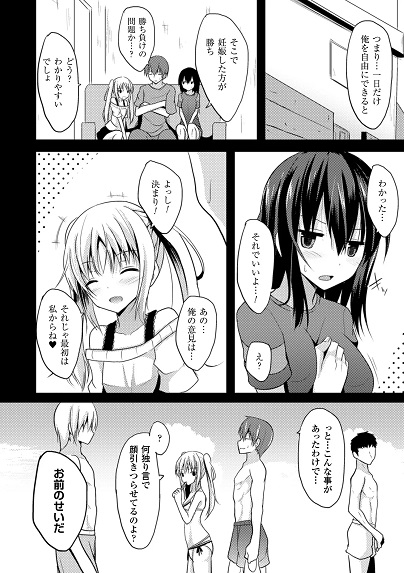 つまり…一日だけ
俺を自由にできると
そこで
妊娠した方が
勝ち
勝ち負けの
問題か…？
どう？
わかりやすい
でしょ
わかった…
それでいいよ…！
え？
よっし！
決まり！
あの…
俺の意見は…
それじゃ最初は
私からね♥
っと…こんな事が
あったわけで…
？
何独り言で
顔引きつらせ
てるのよ？
お前のせいだ